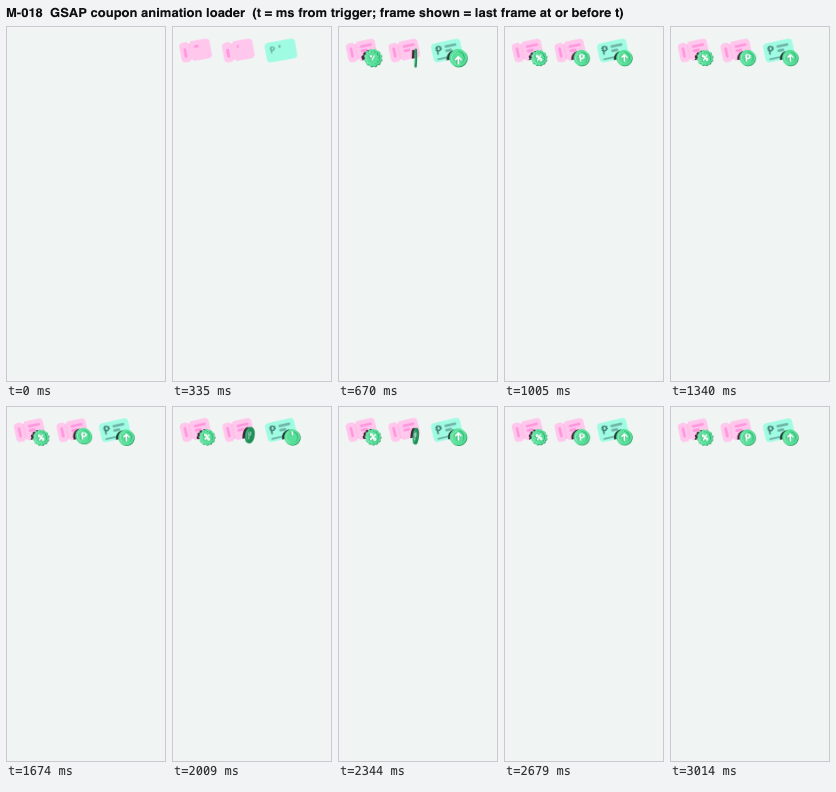 M-018 GSAP coupon animation loader (t = ms from trigger; frame shown = last frame at or before t)
P
% P
P
% P P
% P P
t=0 ms t=335 ms t=670 ms t=1005 ms t=1340 ms
% P P
% P
% P
% P P
% P P
t=1674 ms t=2009 ms t=2344 ms t=2679 ms t=3014 ms